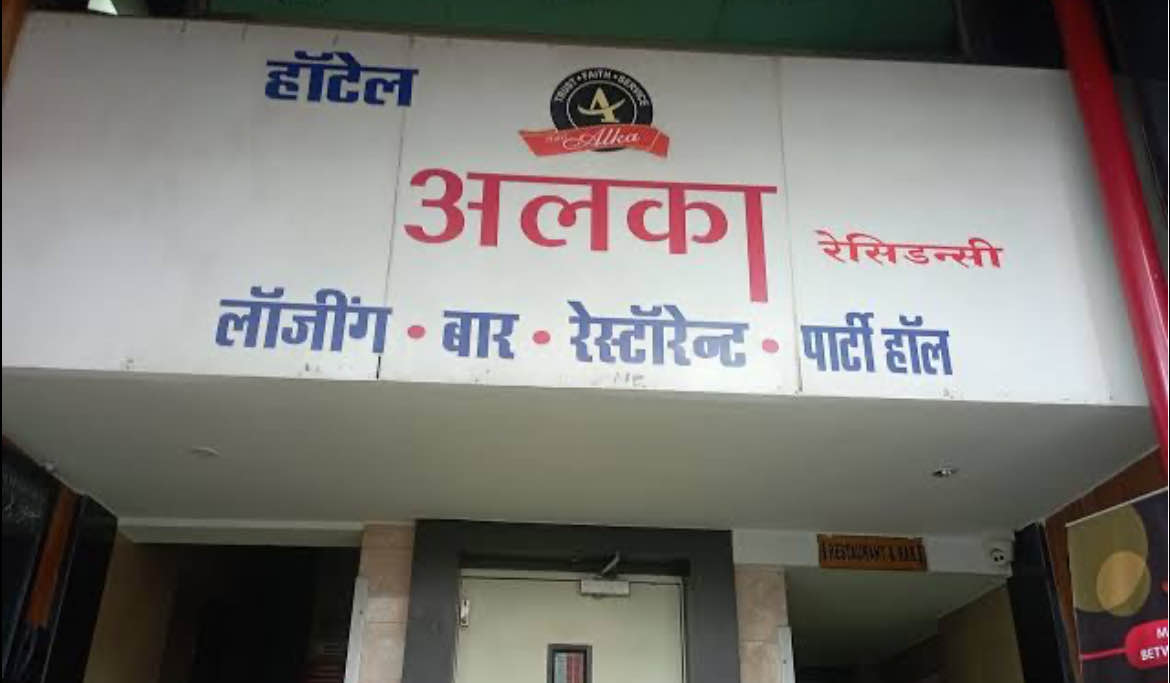 हॉटेल
TRUST • FAITH • SERVICE
Alka
अलका
रेसिडन्सी
लॉजींग • बार • रेस्टॉरेन्ट • पार्टी हॉल
RESTAURANT & BAR